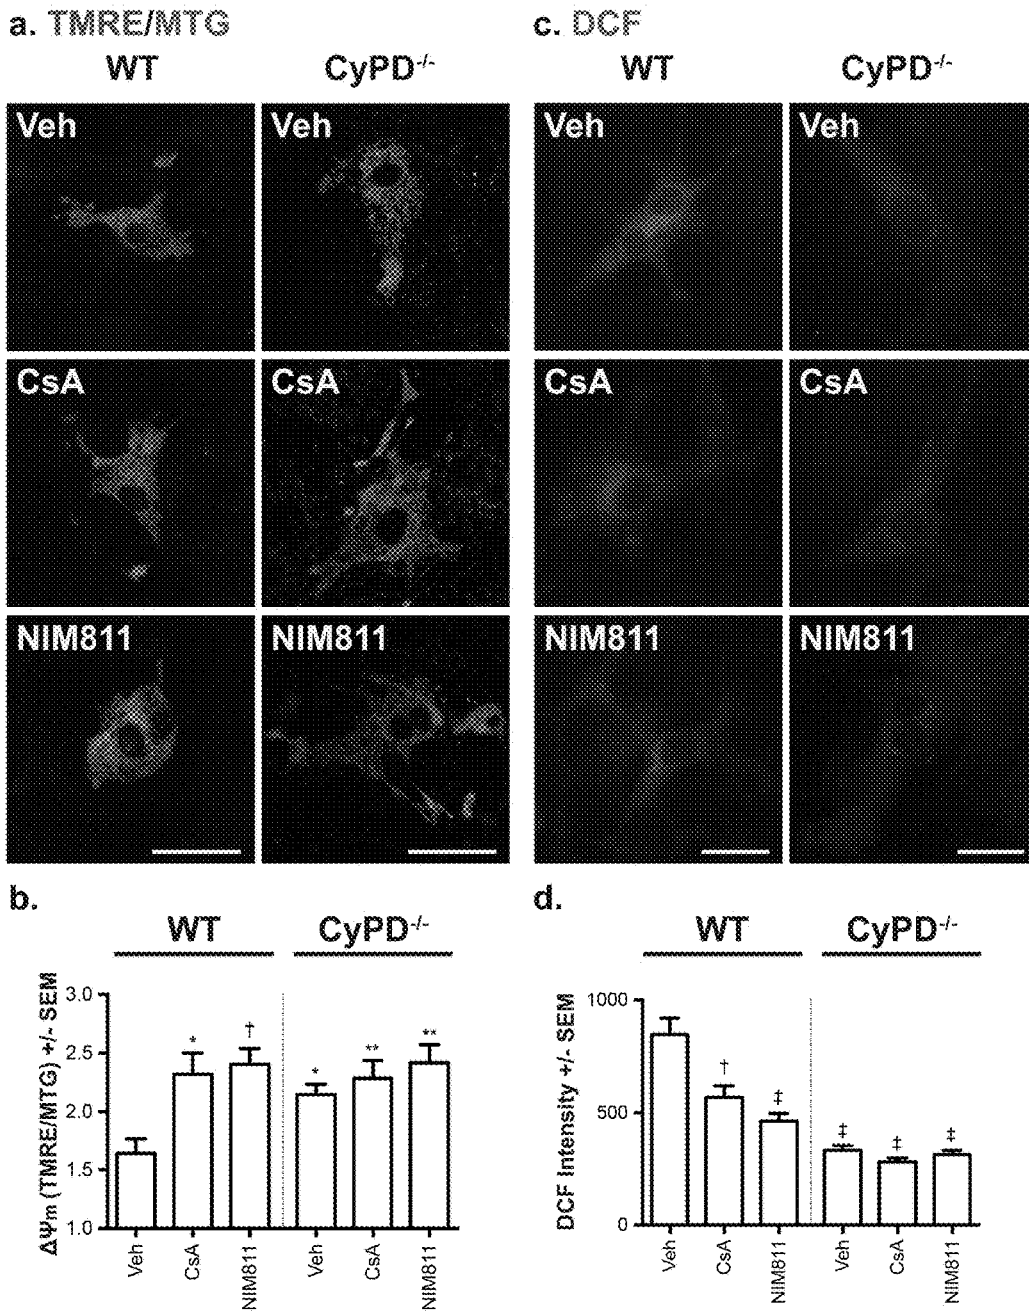 a. TMRE/MTG
WT CyPD-/-
Veh Veh
CsA CsA
NIM811 NIM811
c. DCF
WT CyPD-/-
Veh Veh
CsA CsA
NIM811 NIM811
b.
WT CyPD-/-
ΔΨm (TMRE/MTG) +/- SEM
3.0
2.5
2.0
1.5
1.0
* † * ** **
Veh CsA NIM811 Veh CsA NIM811
d.
WT CyPD-/-
DCF Intensity +/- SEM
1000
500
0
† ‡ ‡ ‡ ‡
Veh CsA NIM811 Veh CsA NIM811